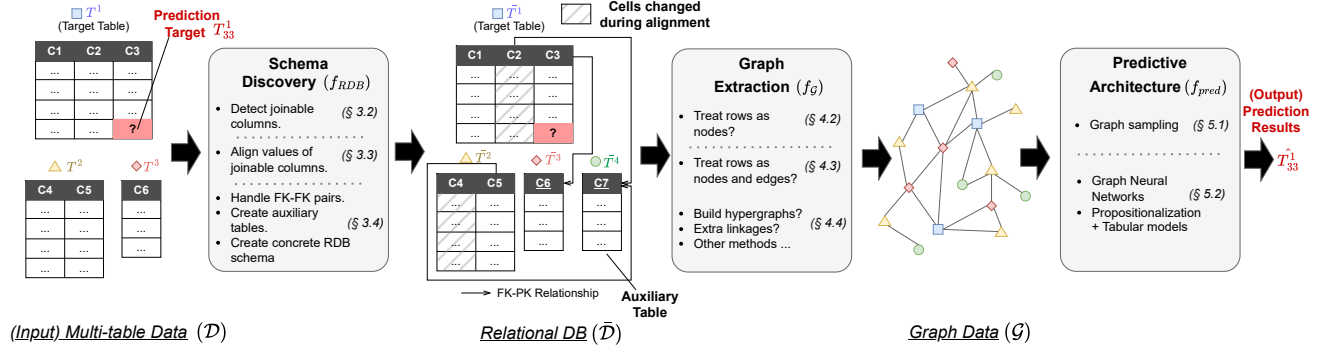 Prediction
Target T^1_33
T^1
(Target Table)
C1 C2 C3
... ... ...
... ... ...
... ... ...
... ... ?
T^2
C4 C5
... ...
... ...
... ...
... ...
T^3
C6
...
...
...
(Input) Multi-table Data (𝒟)
Schema
Discovery (f_RDB)
• Detect joinable
columns.
(§ 3.2)
• Align values of
joinable columns.
(§ 3.3)
• Handle FK-FK pairs.
• Create auxiliary
tables.
(§ 3.4)
• Create concrete RDB
schema
T̄^1
(Target Table)
Cells changed
during alignment
C1 C2 C3
... ... ...
... ... ...
... ... ...
... ... ?
T̄^2
C4 C5
... ...
... ...
... ...
... ...
T̄^3
C6
...
...
...
T̄^4
C7
...
...
...
FK-PK Relationship
Auxiliary
Table
Relational DB (𝒟̄)
Graph
Extraction (f_𝒢)
• Treat rows as
nodes?
(§ 4.2)
• Treat rows as
nodes and edges?
(§ 4.3)
• Build hypergraphs?
• Extra linkages?
(§ 4.4)
• Other methods ...
Graph Data (𝒢)
Predictive
Architecture (f_pred)
• Graph sampling (§ 5.1)
• Graph Neural
Networks
(§ 5.2)
• Propositionalization
+ Tabular models
(Output)
Prediction
Results
T̂^1_33